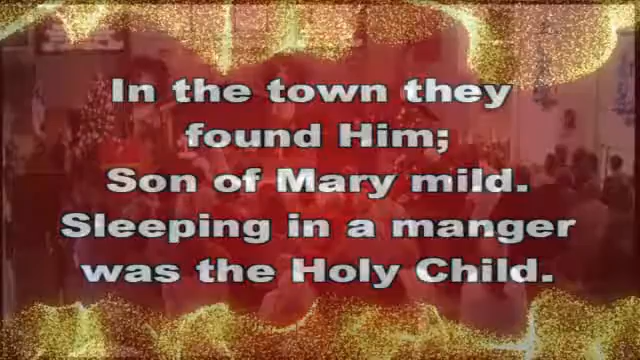 In the town they
found Him;
Son of Mary mild.
Sleeping in a manger
was the Holy Child.